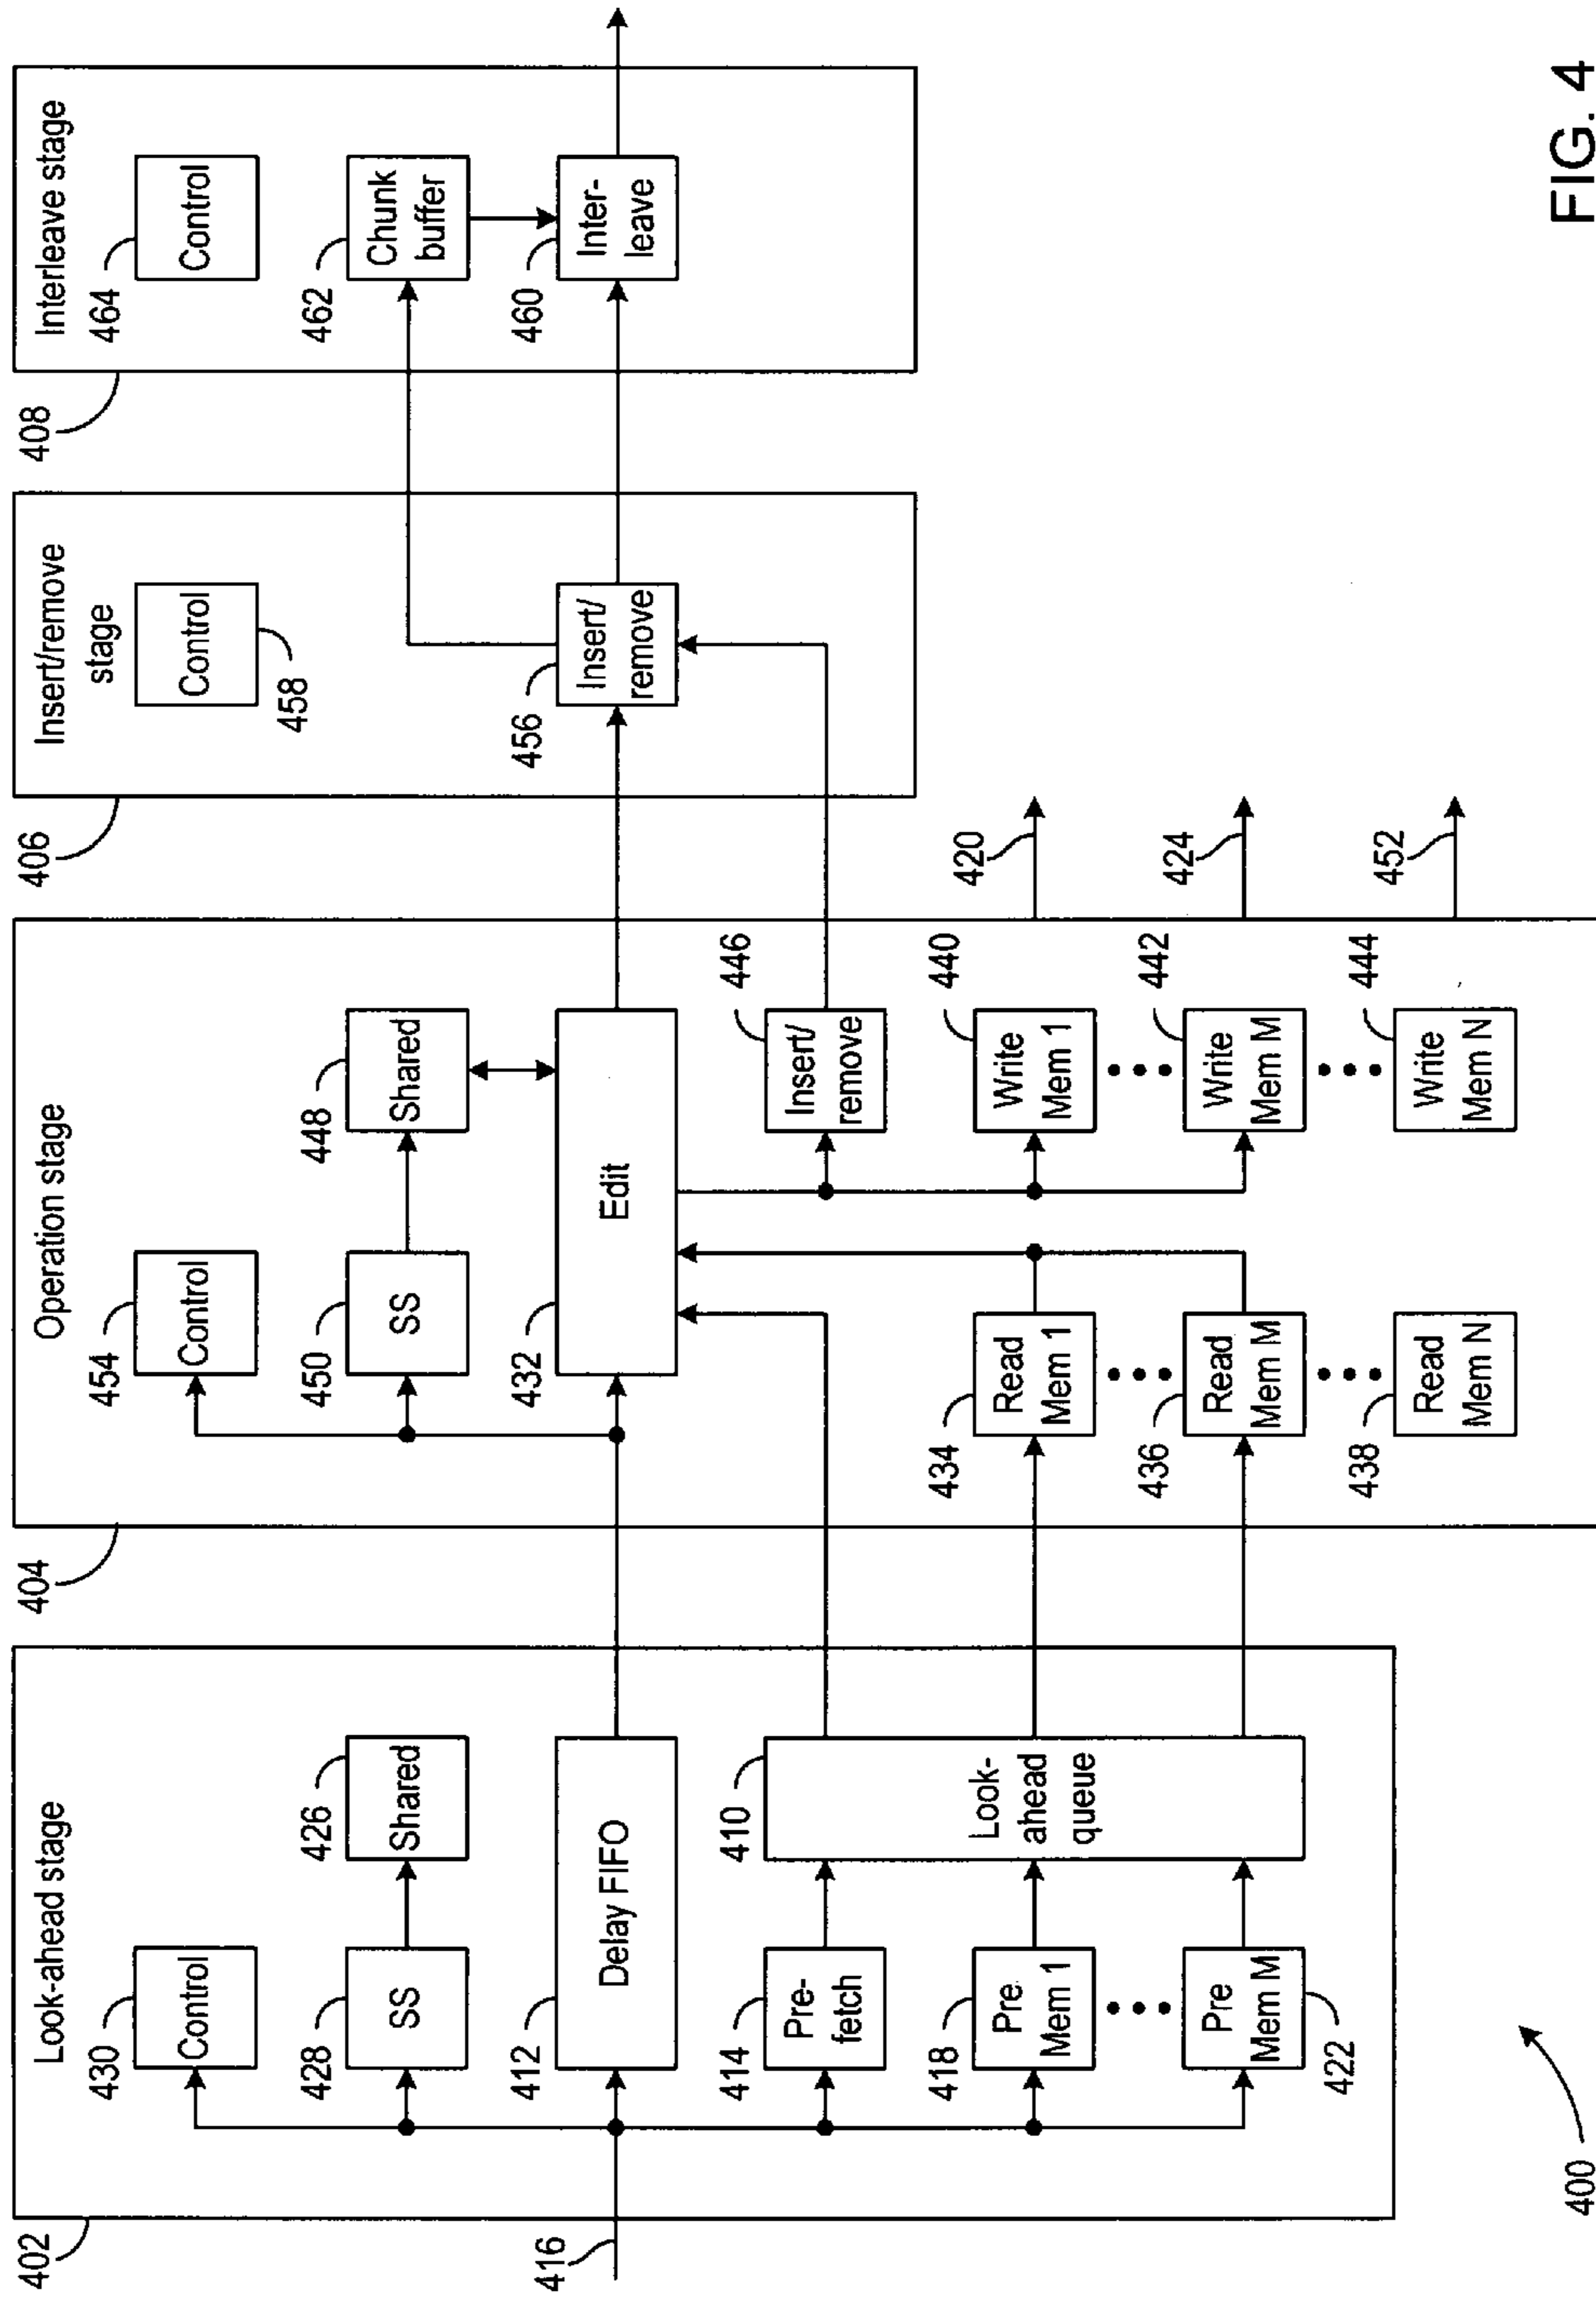 Look-ahead stage
402
430
Control
428
SS
426
Shared
412
Delay FIFO
416
414
Pre-
fetch
410
Look-
ahead
queue
418
Pre
Mem 1
Pre
Mem M
422
400
Operation stage
404
454
Control
450
SS
448
Shared
432
Edit
446
Insert/
remove
434
Read
Mem 1
440
Write
Mem 1
436
Read
Mem M
442
Write
Mem M
438
Read
Mem N
444
Write
Mem N
420
424
452
Insert/remove
stage
406
Control
458
456
Insert/
remove
Interleave stage
408
464
Control
462
Chunk
buffer
460
Inter-
leave
FIG. 4